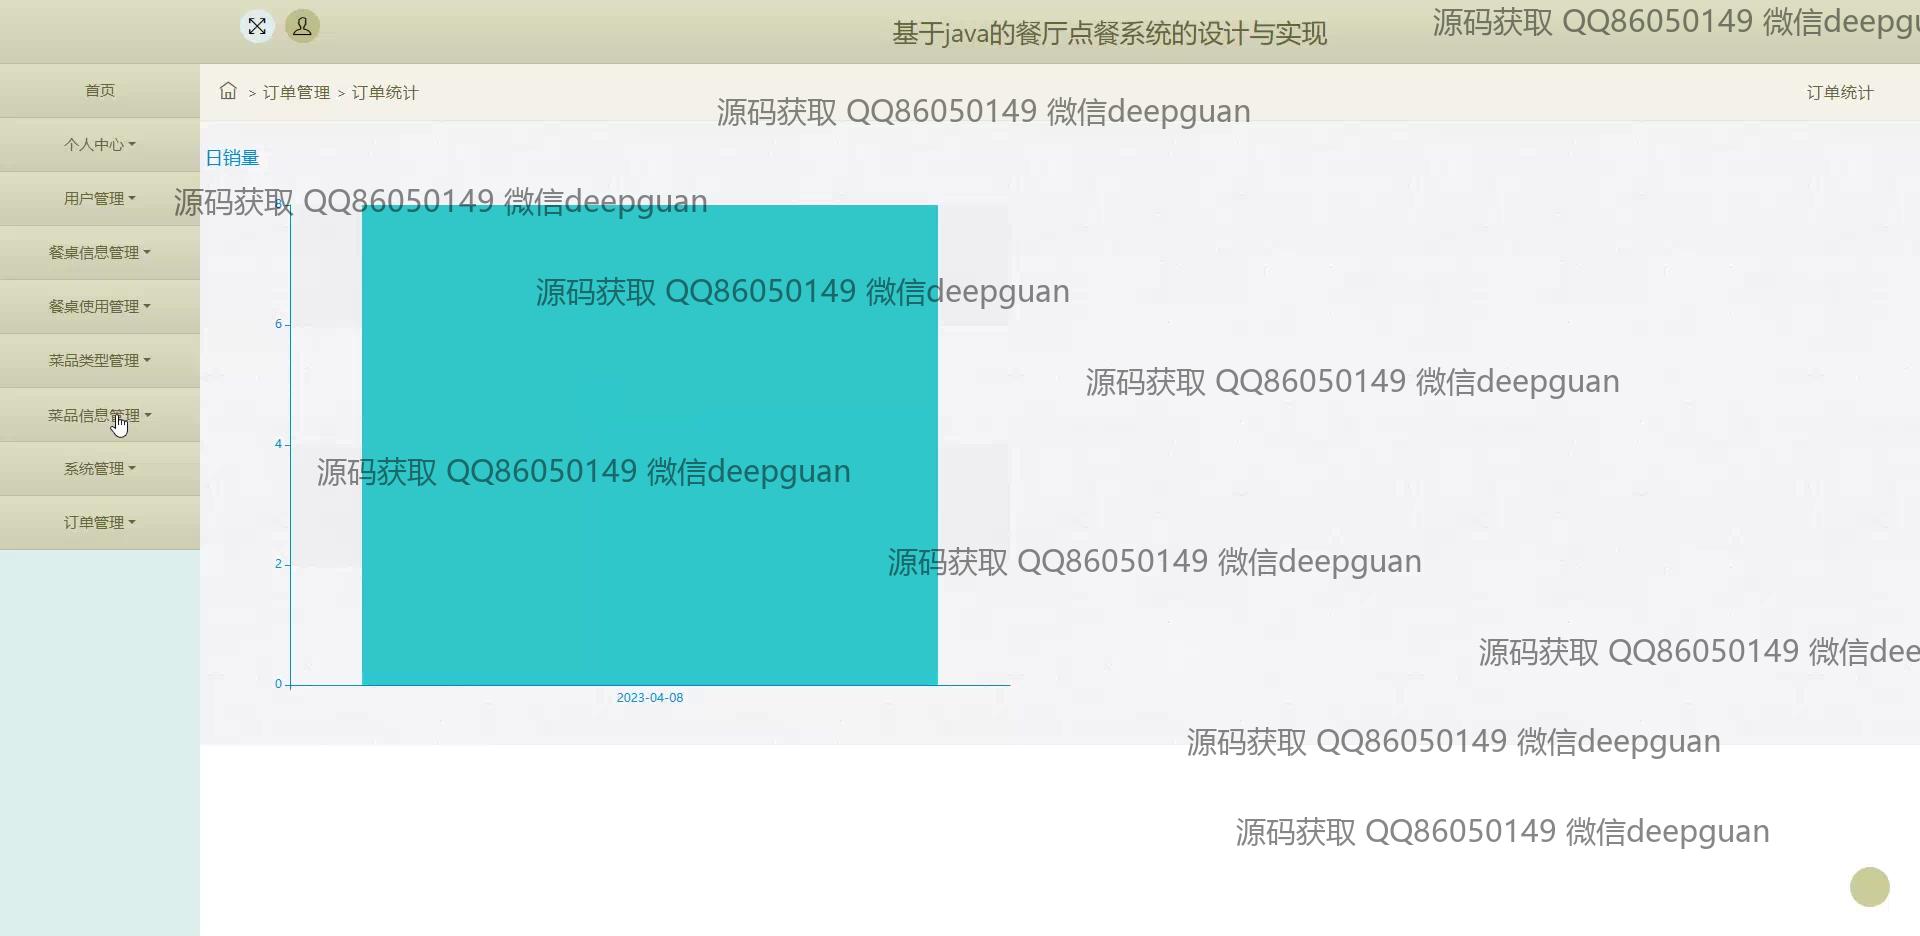 基于java的餐厅点餐系统的设计与实现
源码获取 QQ86050149 微信deepgu
首页
个人中心
用户管理
餐桌信息管理
餐桌使用管理
菜品类型管理
菜品信息管理
系统管理
订单管理
> 订单管理 > 订单统计
订单统计
源码获取 QQ86050149 微信deepguan
日销量
源码获取 QQ86050149 微信deepguan
8
源码获取 QQ86050149 微信deepguan
6
源码获取 QQ86050149 微信deepguan
4
源码获取 QQ86050149 微信deepguan
源码获取 QQ86050149 微信deepguan
2
源码获取 QQ86050149 微信dee
0
2023-04-08
源码获取 QQ86050149 微信deepguan
源码获取 QQ86050149 微信deepguan